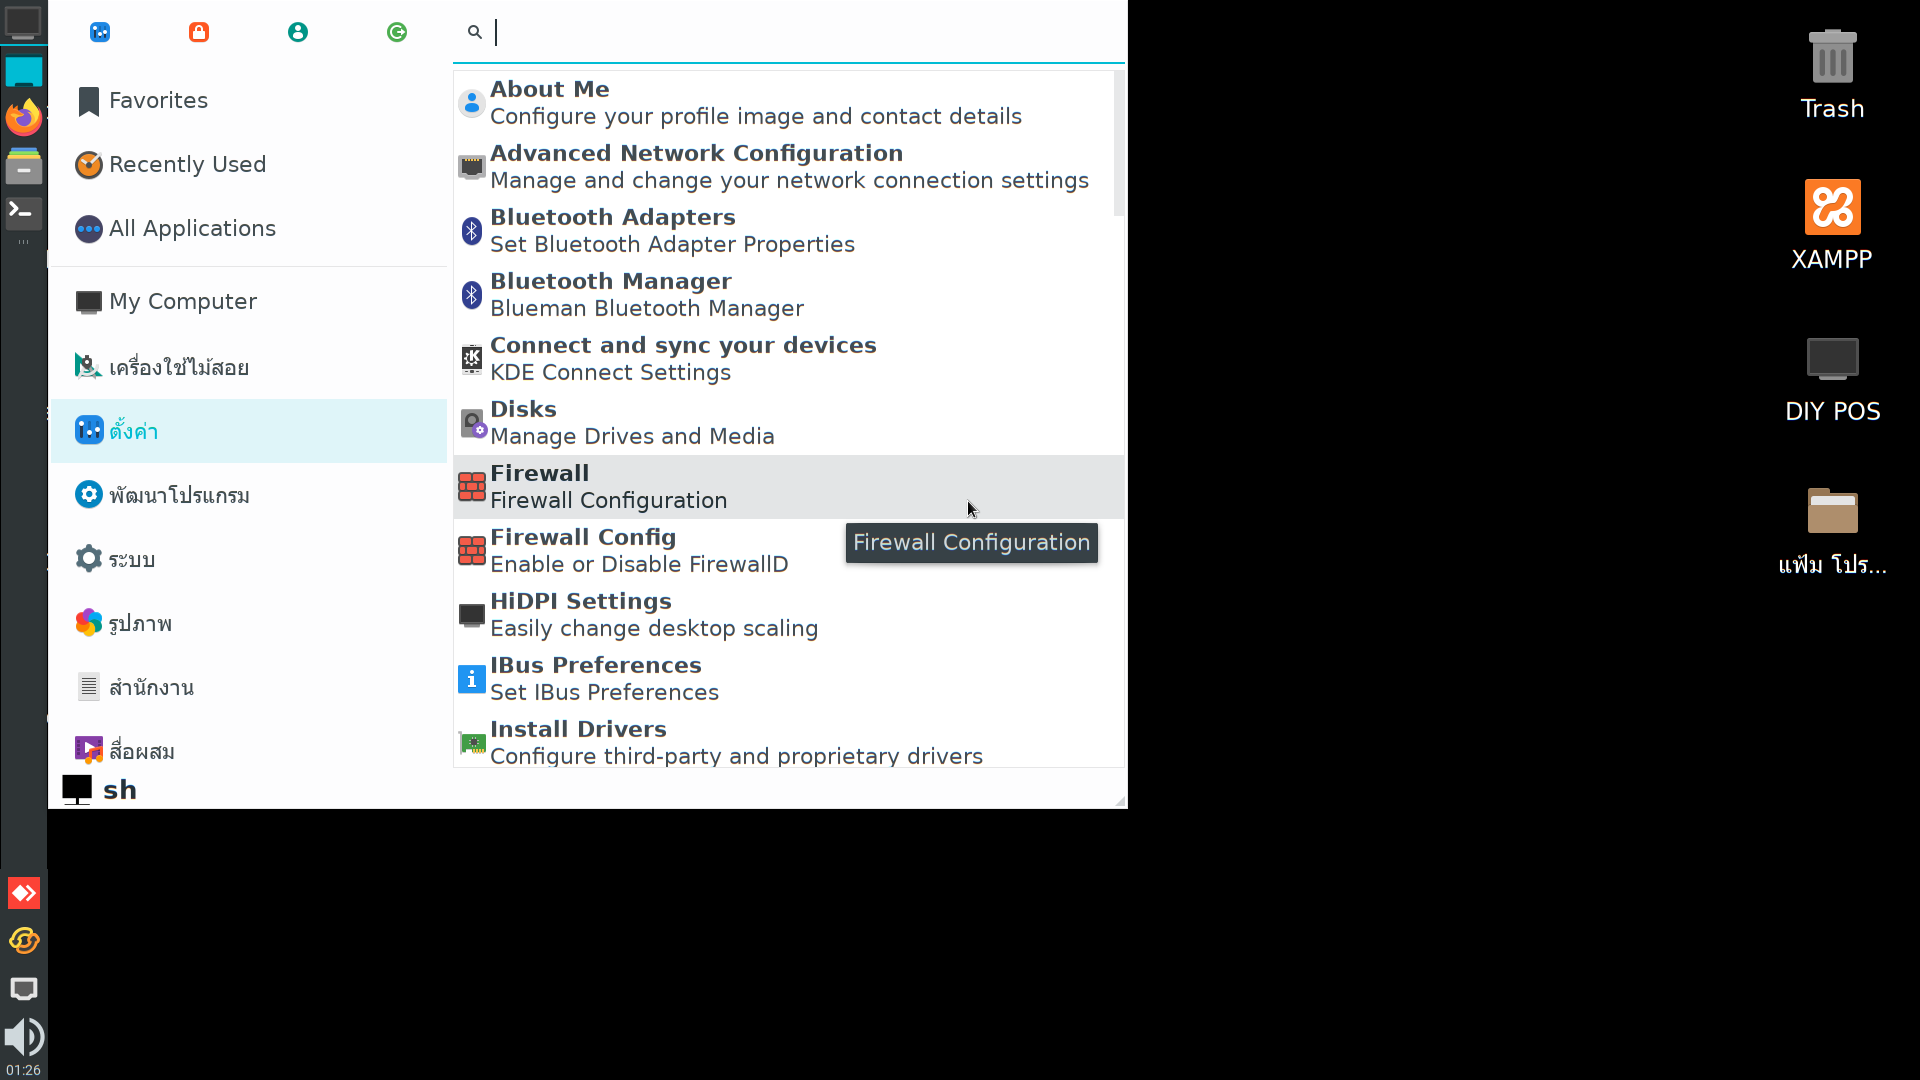 Favorites
Recently Used
All Applications
My Computer
เครื่องใช้ไม้สอย
ตั้งค่า
พัฒนาโปรแกรม
ระบบ
รูปภาพ
สำนักงาน
สื่อผสม
sh
About Me
Configure your profile image and contact details
Advanced Network Configuration
Manage and change your network connection settings
Bluetooth Adapters
Set Bluetooth Adapter Properties
Bluetooth Manager
Blueman Bluetooth Manager
Connect and sync your devices
KDE Connect Settings
Disks
Manage Drives and Media
Firewall
Firewall Configuration
Firewall Config
Enable or Disable FirewallD
Firewall Configuration
HiDPI Settings
Easily change desktop scaling
IBus Preferences
Set IBus Preferences
Install Drivers
Configure third-party and proprietary drivers
Trash
XAMPP
DIY POS
แฟ้ม โปร...
01:26